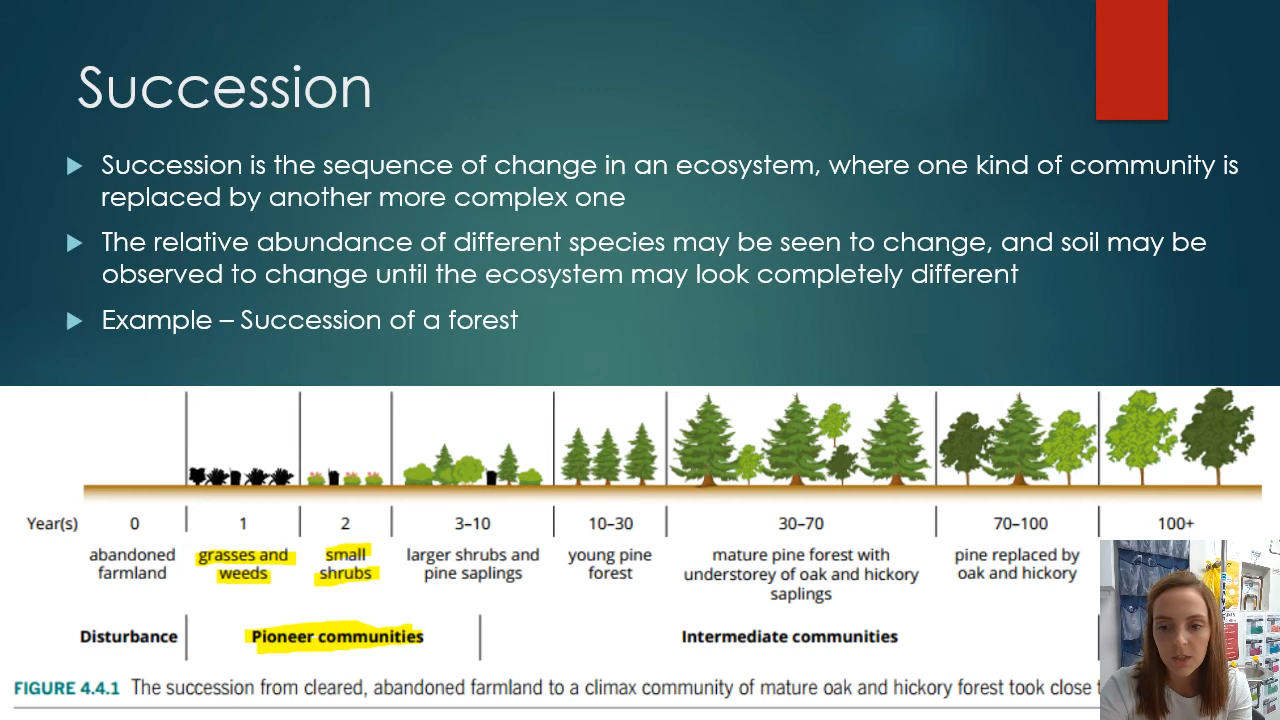 Succession
Succession is the sequence of change in an ecosystem, where one kind of community is
replaced by another more complex one
The relative abundance of different species may be seen to change, and soil may be
observed to change until the ecosystem may look completely different
Example – Succession of a forest
Year(s) 0 1 2 3–10 10–30 30–70 70–100 100+
abandoned
farmland
grasses and
weeds
small
shrubs
larger shrubs and
pine saplings
young pine
forest
mature pine forest with
understorey of oak and hickory
saplings
pine replaced by
oak and hickory
Disturbance Pioneer communities Intermediate communities
FIGURE 4.4.1 The succession from cleared, abandoned farmland to a climax community of mature oak and hickory forest took close